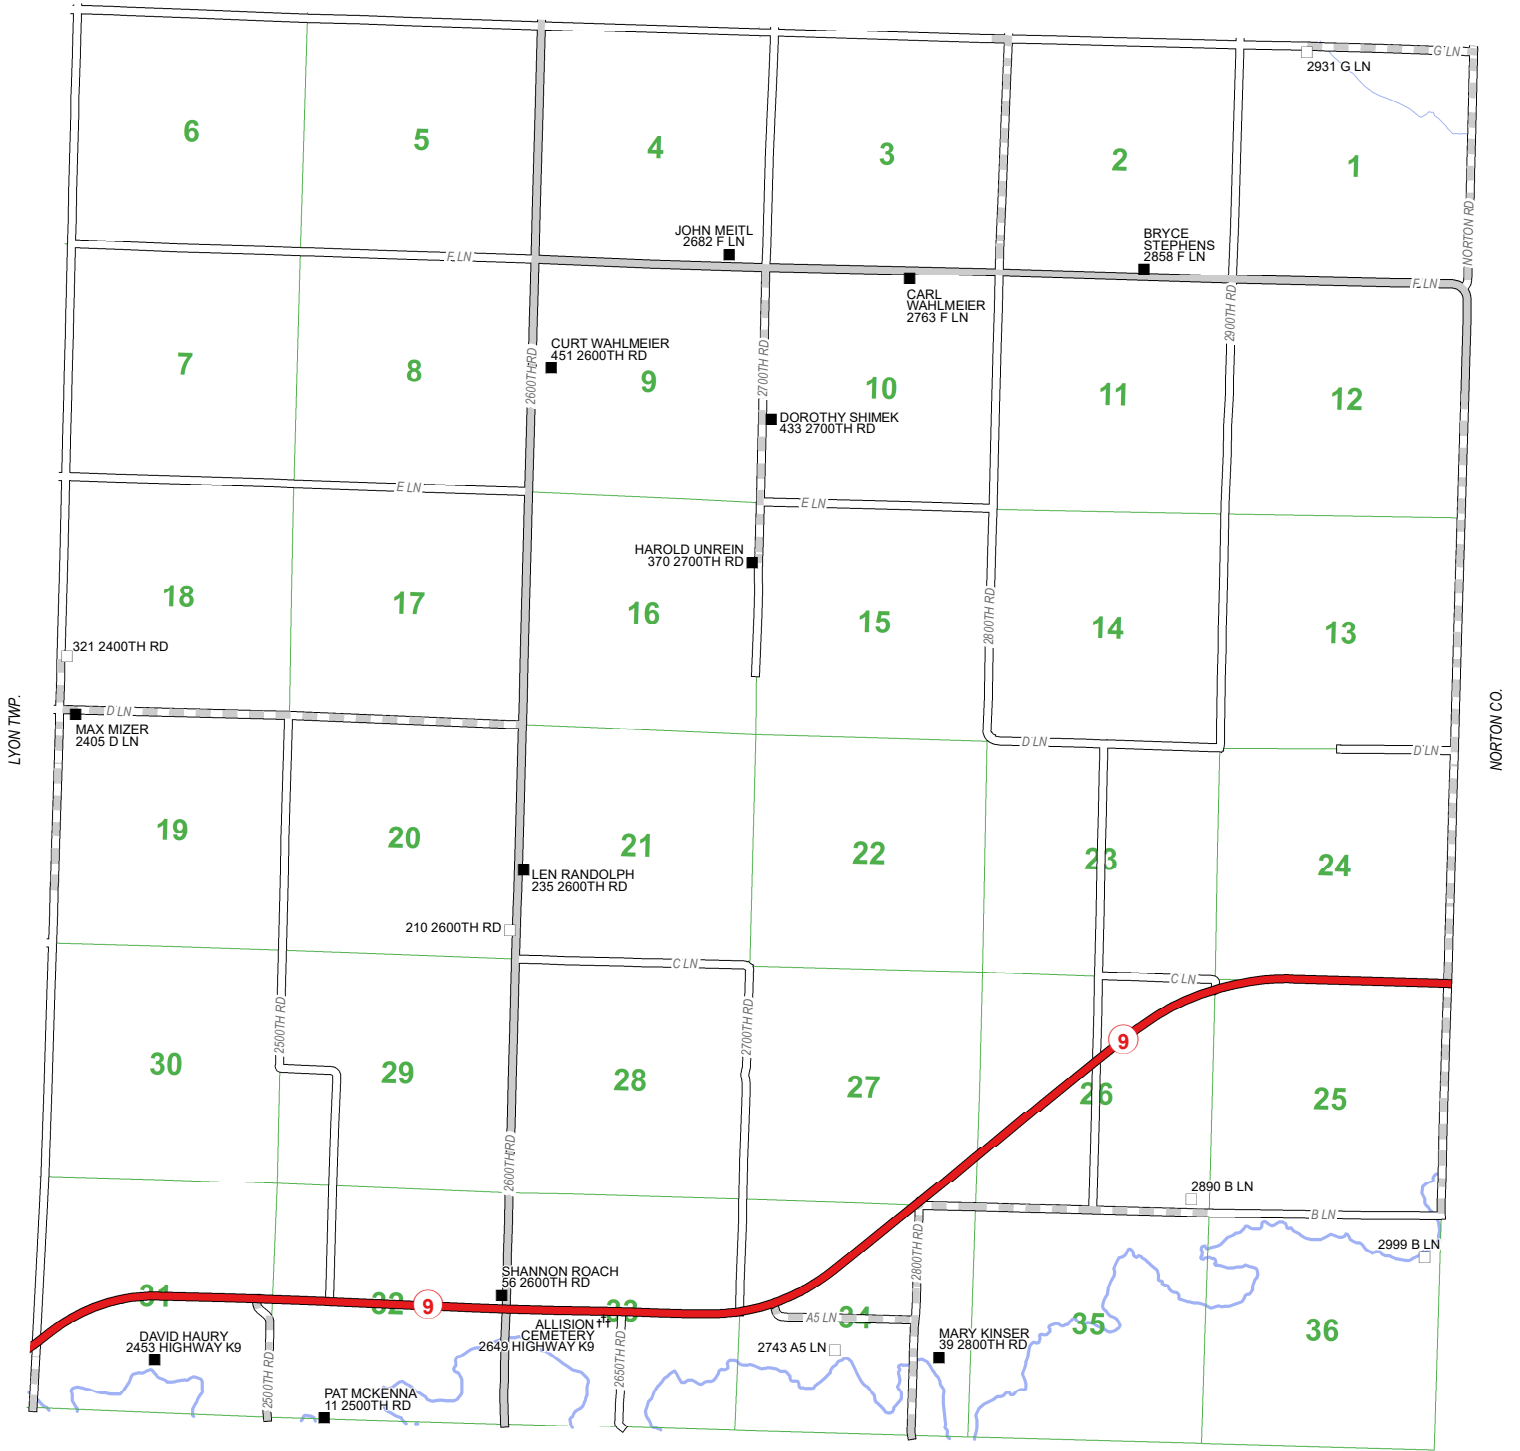 G LN
2931 G LN
6
5
4
3
2
1
NORTON RD
JOHN MEITL
2682 F LN
BRYCE
STEPHENS
2858 F LN
F LN
F LN
CARL
WAHLMEIER
2763 F LN
2900TH RD
CURT WAHLMEIER
451 2600TH RD
2600TH RD
2700TH RD
7
8
9
10
11
12
DOROTHY SHIMEK
433 2700TH RD
E LN
E LN
HAROLD UNREIN
370 2700TH RD
18
17
16
15
14
13
2800TH RD
321 2400TH RD
LYON TWP.
NORTON CO.
D LN
MAX MIZER
2405 D LN
D LN
D LN
19
20
21
22
23
24
LEN RANDOLPH
235 2600TH RD
210 2600TH RD
C LN
C LN
2500TH RD
2700TH RD
9
30
29
28
27
26
25
2600TH RD
2890 B LN
B LN
2800TH RD
2999 B LN
SHANNON ROACH
56 2600TH RD
31
32
9
33
34
35
36
A5 LN
ALLISION
CEMETERY
2649 HIGHWAY K9
DAVID HAURY
2453 HIGHWAY K9
2743 A5 LN
MARY KINSER
39 2800TH RD
2500TH RD
2650TH RD
PAT MCKENNA
11 2500TH RD